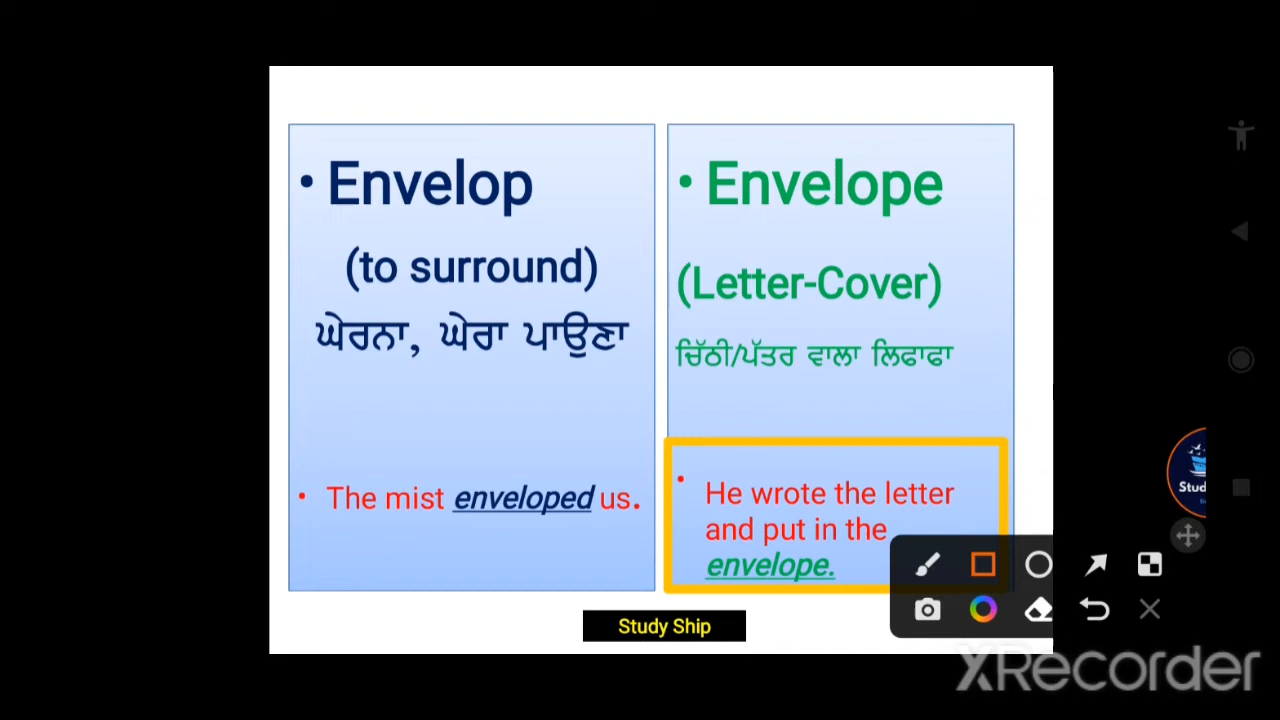 • Envelop
(to surround)
ਘੇਰਨਾ, ਘੇਰਾ ਪਾਉਣਾ
• The mist enveloped us.
• Envelope
(Letter-Cover)
ਚਿੱਠੀ/ਪੱਤਰ ਵਾਲਾ ਲਿਫਾਫਾ
• He wrote the letter
and put in the
envelope.
Study Ship
Stud
XRecorder